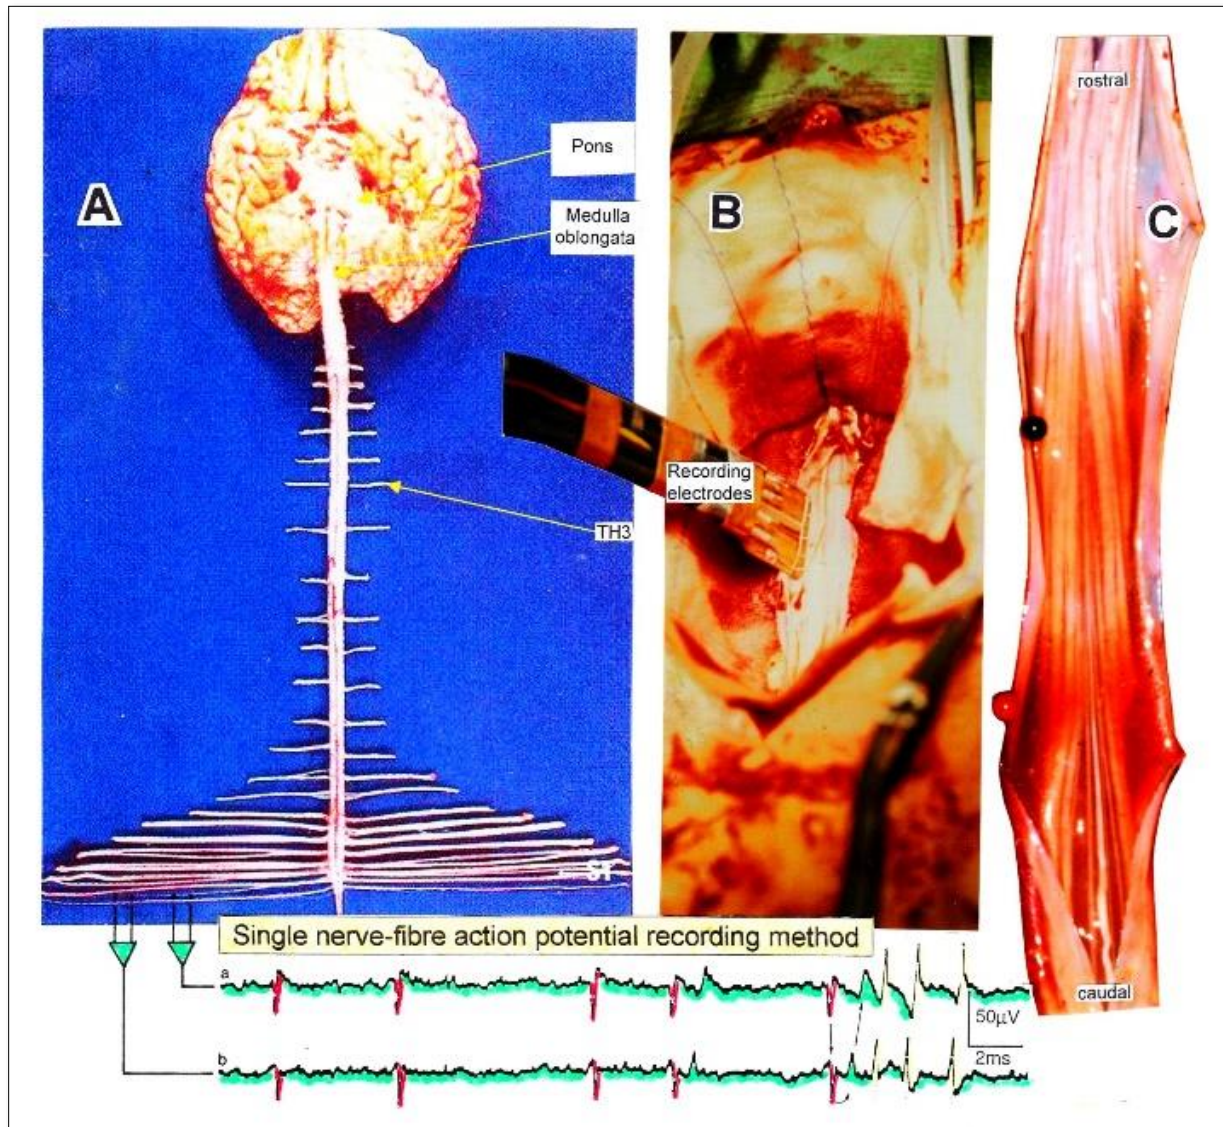 A
Pons
Medulla
oblongata
TH3
S1
B
Recording
electrodes
rostral
C
caudal
Single nerve-fibre action potential recording method
a
50µV
2ms
b